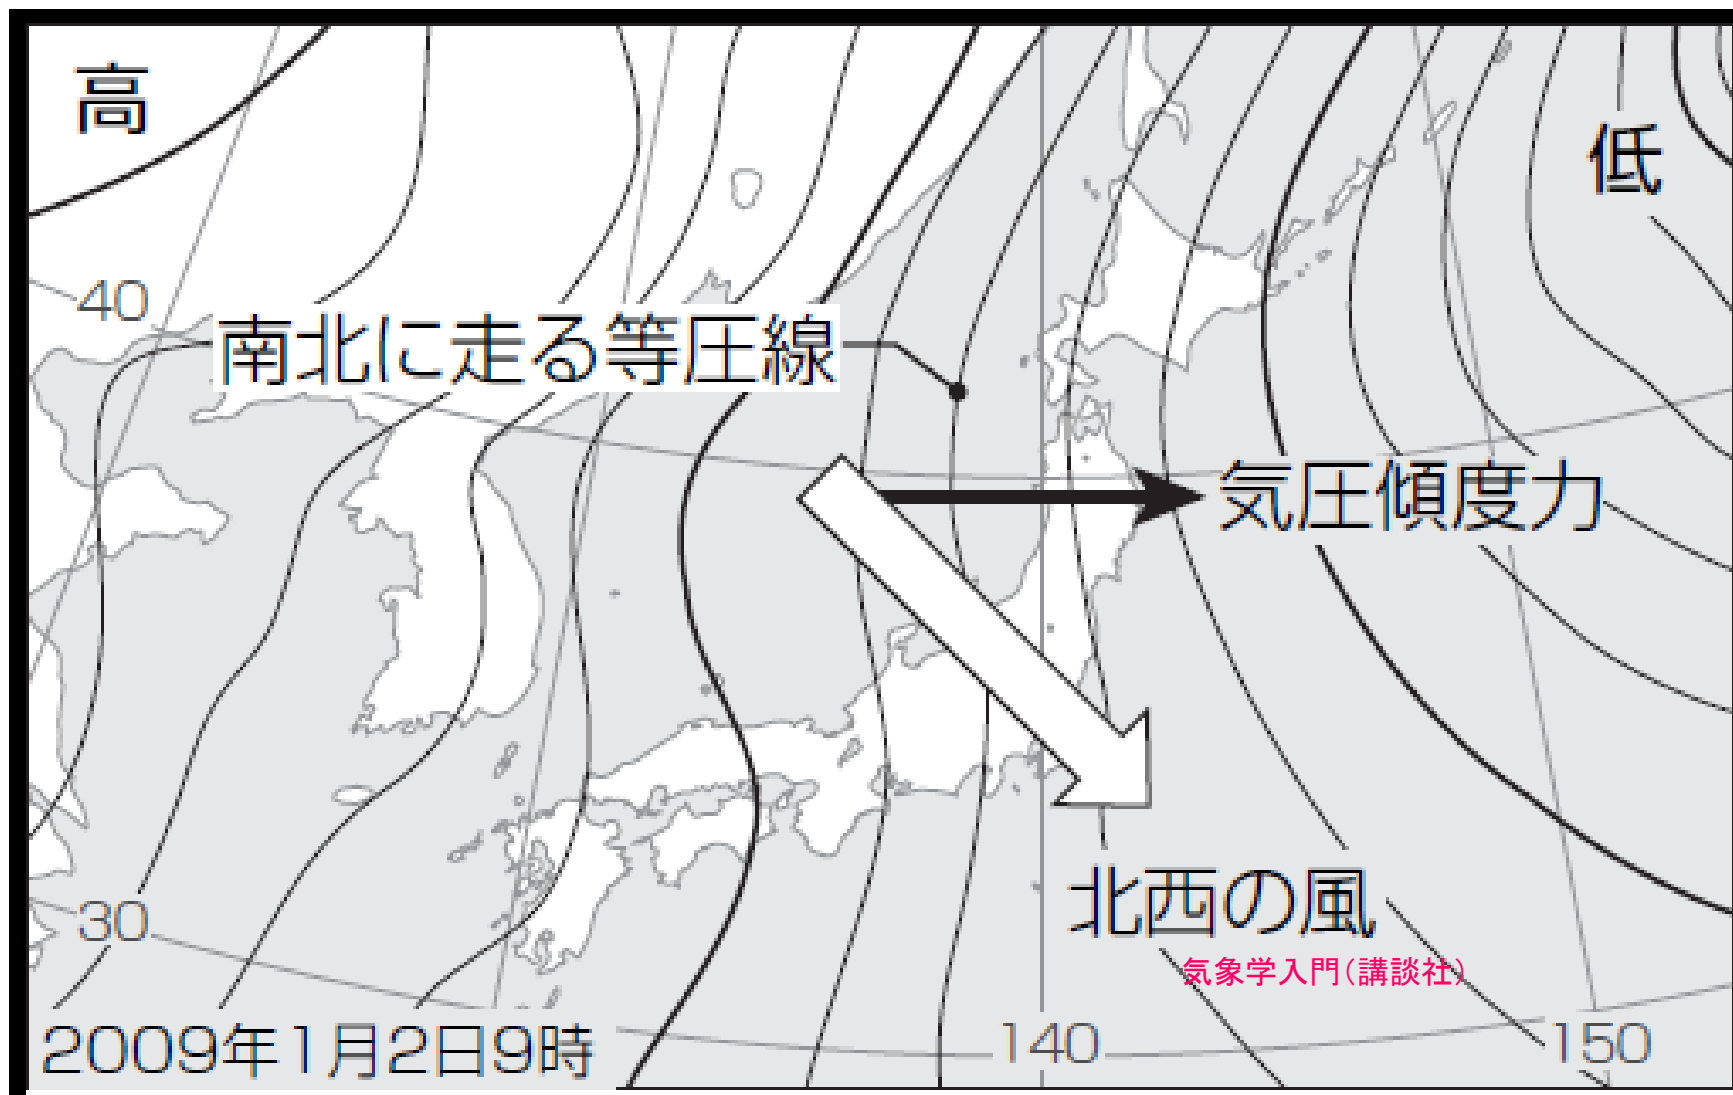 高
低
40
南北に走る等圧線
気圧傾度力
北西の風
30
気象学入門(講談社)
2009年1月2日9時
140
150